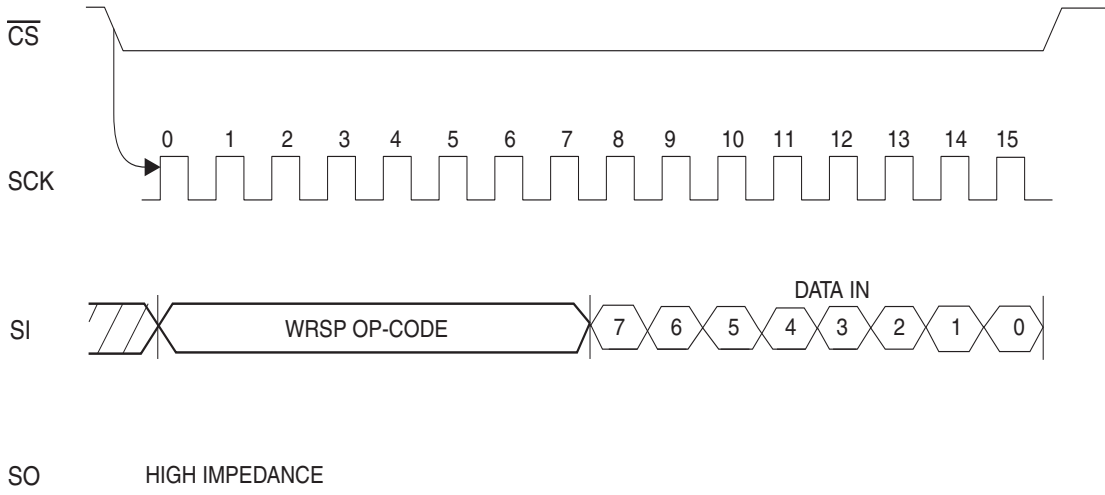 CS
0 1 2 3 4 5 6 7 8 9 10 11 12 13 14 15
SCK
DATA IN
SI WRSP OP-CODE 7 6 5 4 3 2 1 0
SO HIGH IMPEDANCE